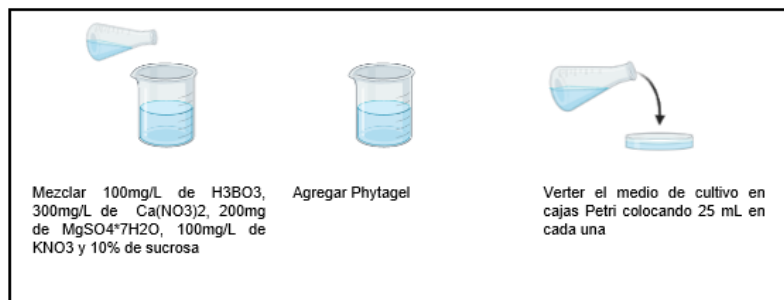 Mezclar 100mg/L de H3BO3,
300mg/L de Ca(NO3)2, 200mg
de MgSO4*7H2O, 100mg/L de
KNO3 y 10% de sucrosa
Agregar Phytagel
Verter el medio de cultivo en
cajas Petri colocando 25 mL en
cada una